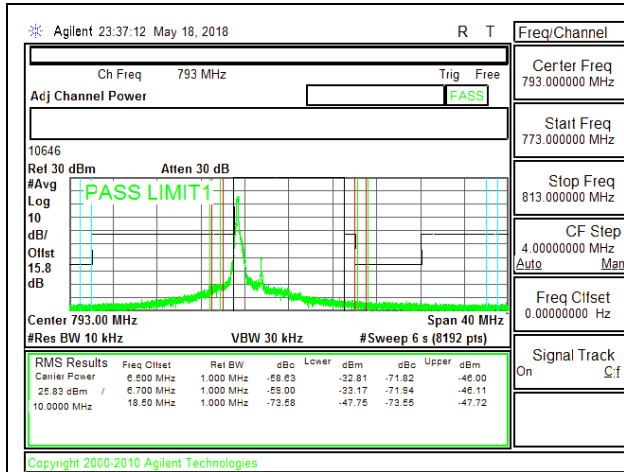 Agilent 23:37:12 May 18, 2018 R T
Ch Freq 793 MHz Trig Free
Adj Channel Power PASS
10646
Ref 30 dBm Atten 30 dB
#Avg
Log
10
dB/
Offst
15.8
dB
PASS LIMIT1
Center 793.00 MHz Span 40 MHz
#Res BW 10 kHz VBW 30 kHz #Sweep 6 s (8192 pts)
RMS Results Freq Offset Ref BW dBc Lower dBm dBc Upper dBm
Carrier Power 6.500 MHz 1.000 MHz -58.63 -32.81 -71.82 -46.00
25.83 dBm / 6.700 MHz 1.000 MHz -59.00 -33.17 -71.94 -46.11
10.0000 MHz 18.50 MHz 1.000 MHz -73.58 -47.75 -73.55 -47.72
Copyright 2000-2010 Agilent Technologies
Freq/Channel
Center Freq
793.000000 MHz
Start Freq
773.000000 MHz
Stop Freq
813.000000 MHz
CF Step
4.00000000 MHz
Auto Man
Freq Offset
0.00000000 Hz
Signal Track
On Off